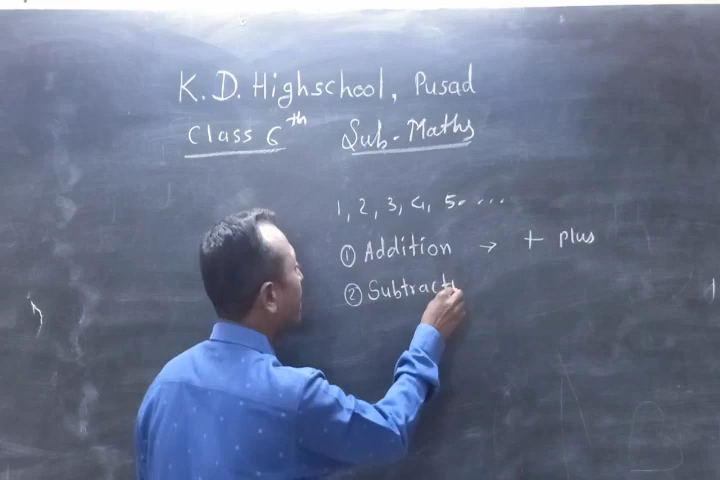 K.D. Highschool, Pusad
Class 6th Sub-Maths
1, 2, 3, 4, 5.....
① Addition → + plus
② Subtract